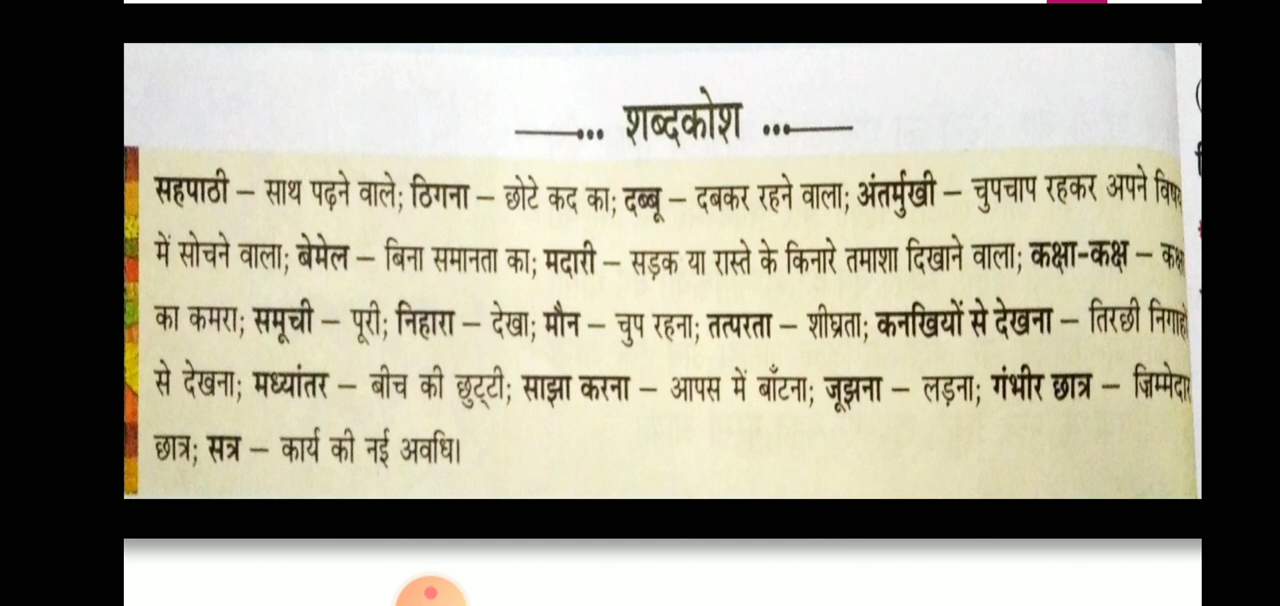 शब्दकोश
सहपाठी – साथ पढ़ने वाले; ठिगना – छोटे कद का; दब्बू – दबकर रहने वाला; अंतर्मुखी – चुपचाप रहकर अपने
में सोचने वाला; बेमेल – बिना समानता का; मदारी – सड़क या रास्ते के किनारे तमाशा दिखाने वाला; कक्षा-कक्ष –
का कमरा; समूची – पूरी; निहारा – देखा; मौन – चुप रहना; तत्परता – शीघ्रता; कनखियों से देखना – तिरछी
से देखना; मध्यांतर – बीच की छुट्टी; साझा करना – आपस में बाँटना; जूझना – लड़ना; गंभीर छात्र –
छात्र; सत्र – कार्य की नई अवधि।